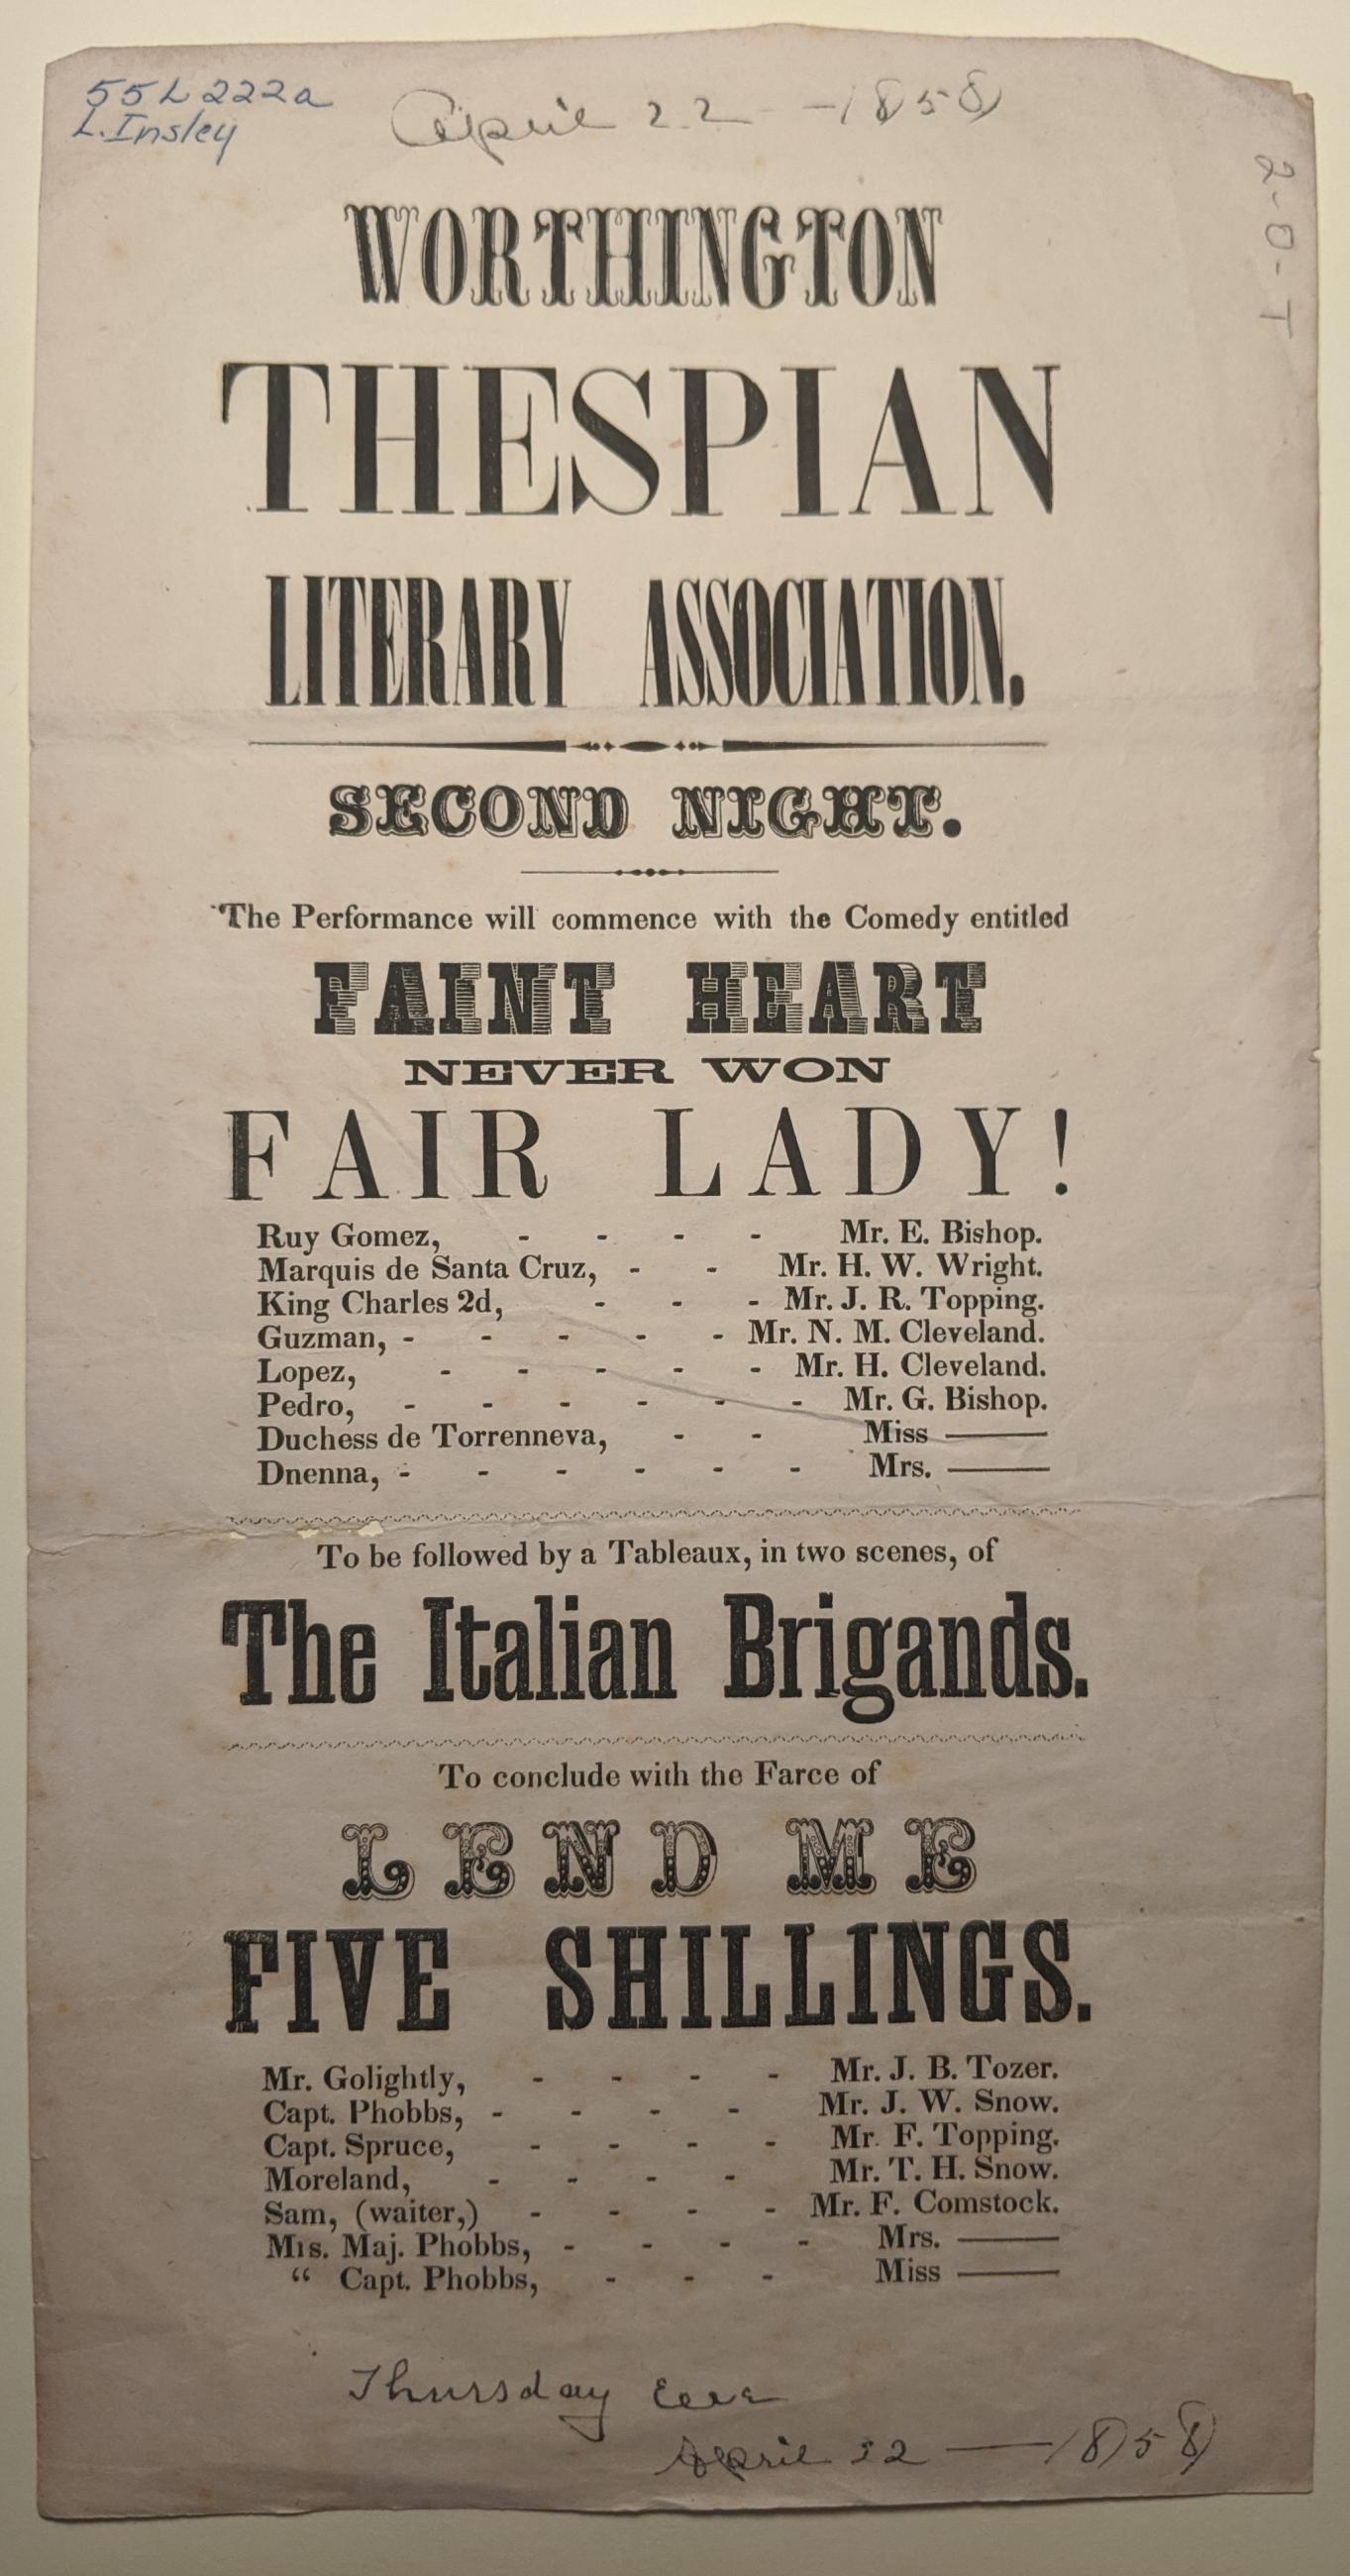 55L222a
L. Insley
April 22 - 1858
2-0-T
WORTHINGTON
THESPIAN
LITERARY ASSOCIATION,
SECOND NIGHT.
The Performance will commence with the Comedy entitled
FAINT HEART
NEVER WON
FAIR LADY!
Ruy Gomez, - - - - Mr. E. Bishop.
Marquis de Santa Cruz, - - Mr. H. W. Wright.
King Charles 2d, - - - Mr. J. R. Topping.
Guzman, - - - - - Mr. N. M. Cleveland.
Lopez, - - - - - Mr. H. Cleveland.
Pedro, - - - - - - Mr. G. Bishop.
Duchess de Torrenneva, - - Miss ———
Dnenna, - - - - - - Mrs. ———
To be followed by a Tableaux, in two scenes, of
The Italian Brigands.
To conclude with the Farce of
LEND ME
FIVE SHILLINGS.
Mr. Golightly, - - - - Mr. J. B. Tozer.
Capt. Phobbs, - - - - Mr. J. W. Snow.
Capt. Spruce, - - - - Mr. F. Topping.
Moreland, - - - - Mr. T. H. Snow.
Sam, (waiter,) - - - - Mr. F. Comstock.
Mrs. Maj. Phobbs, - - - - Mrs. ———
“ Capt. Phobbs, - - - Miss ———
Thursday Eve
April 22 — 1858